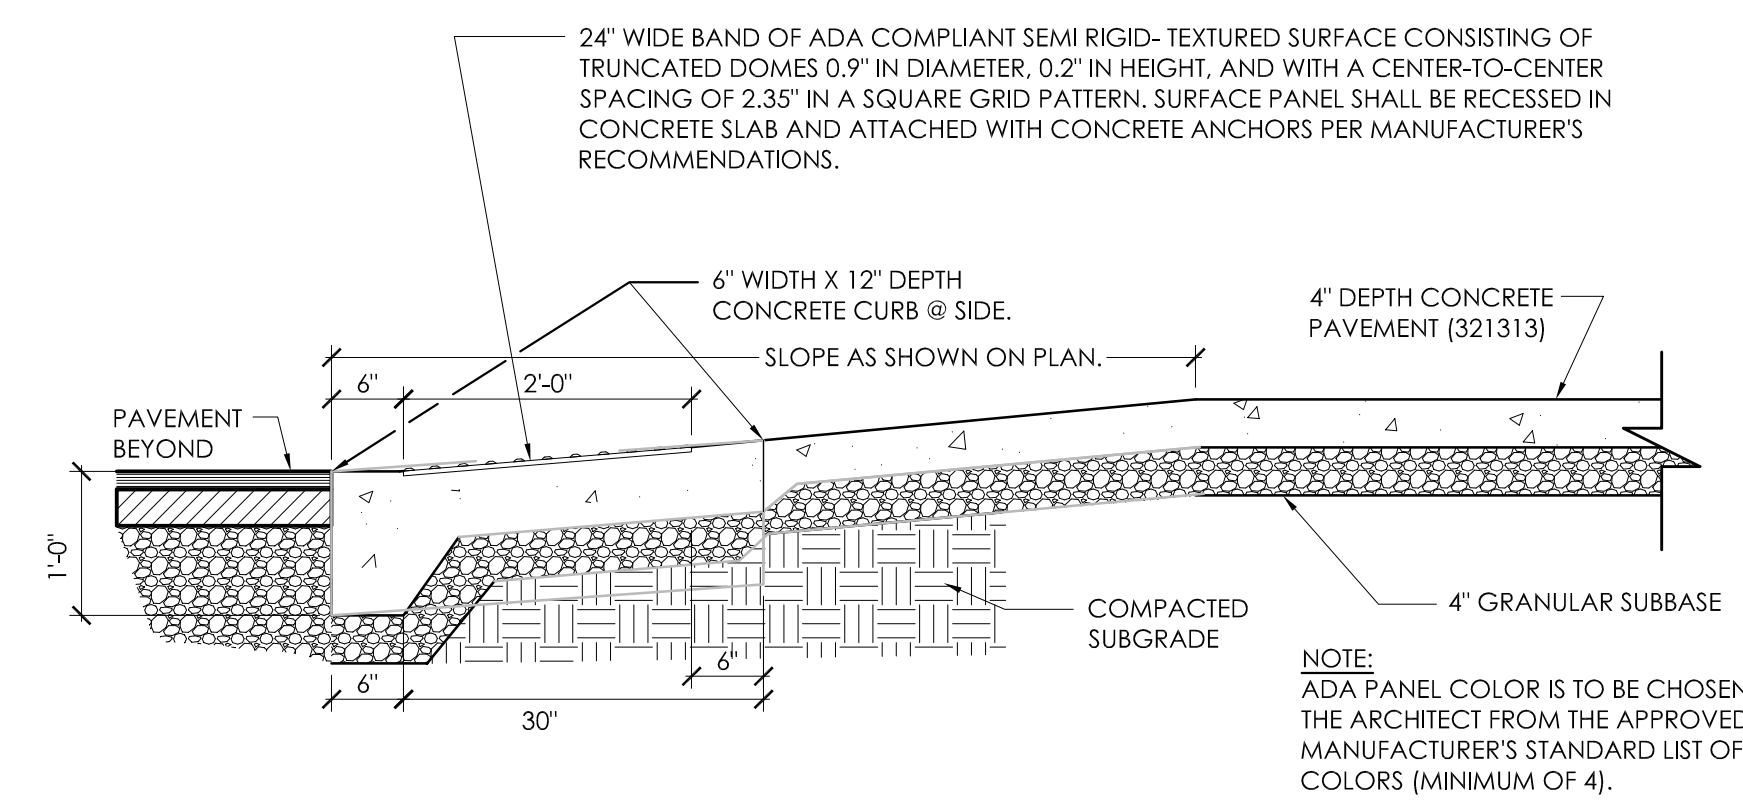 24" WIDE BAND OF ADA COMPLIANT SEMI RIGID- TEXTURED SURFACE CONSISTING OF
TRUNCATED DOMES 0.9" IN DIAMETER, 0.2" IN HEIGHT, AND WITH A CENTER-TO-CENTER
SPACING OF 2.35" IN A SQUARE GRID PATTERN. SURFACE PANEL SHALL BE RECESSED IN
CONCRETE SLAB AND ATTACHED WITH CONCRETE ANCHORS PER MANUFACTURER'S
RECOMMENDATIONS.
6" WIDTH X 12" DEPTH
CONCRETE CURB @ SIDE.
4" DEPTH CONCRETE
PAVEMENT (321313)
SLOPE AS SHOWN ON PLAN.
6"
2'-0"
PAVEMENT
BEYOND
1'-0"
COMPACTED
SUBGRADE
4" GRANULAR SUBBASE
6"
6"
30"
NOTE:
ADA PANEL COLOR IS TO BE CHOSEN
THE ARCHITECT FROM THE APPROVED
MANUFACTURER'S STANDARD LIST OF
COLORS (MINIMUM OF 4).